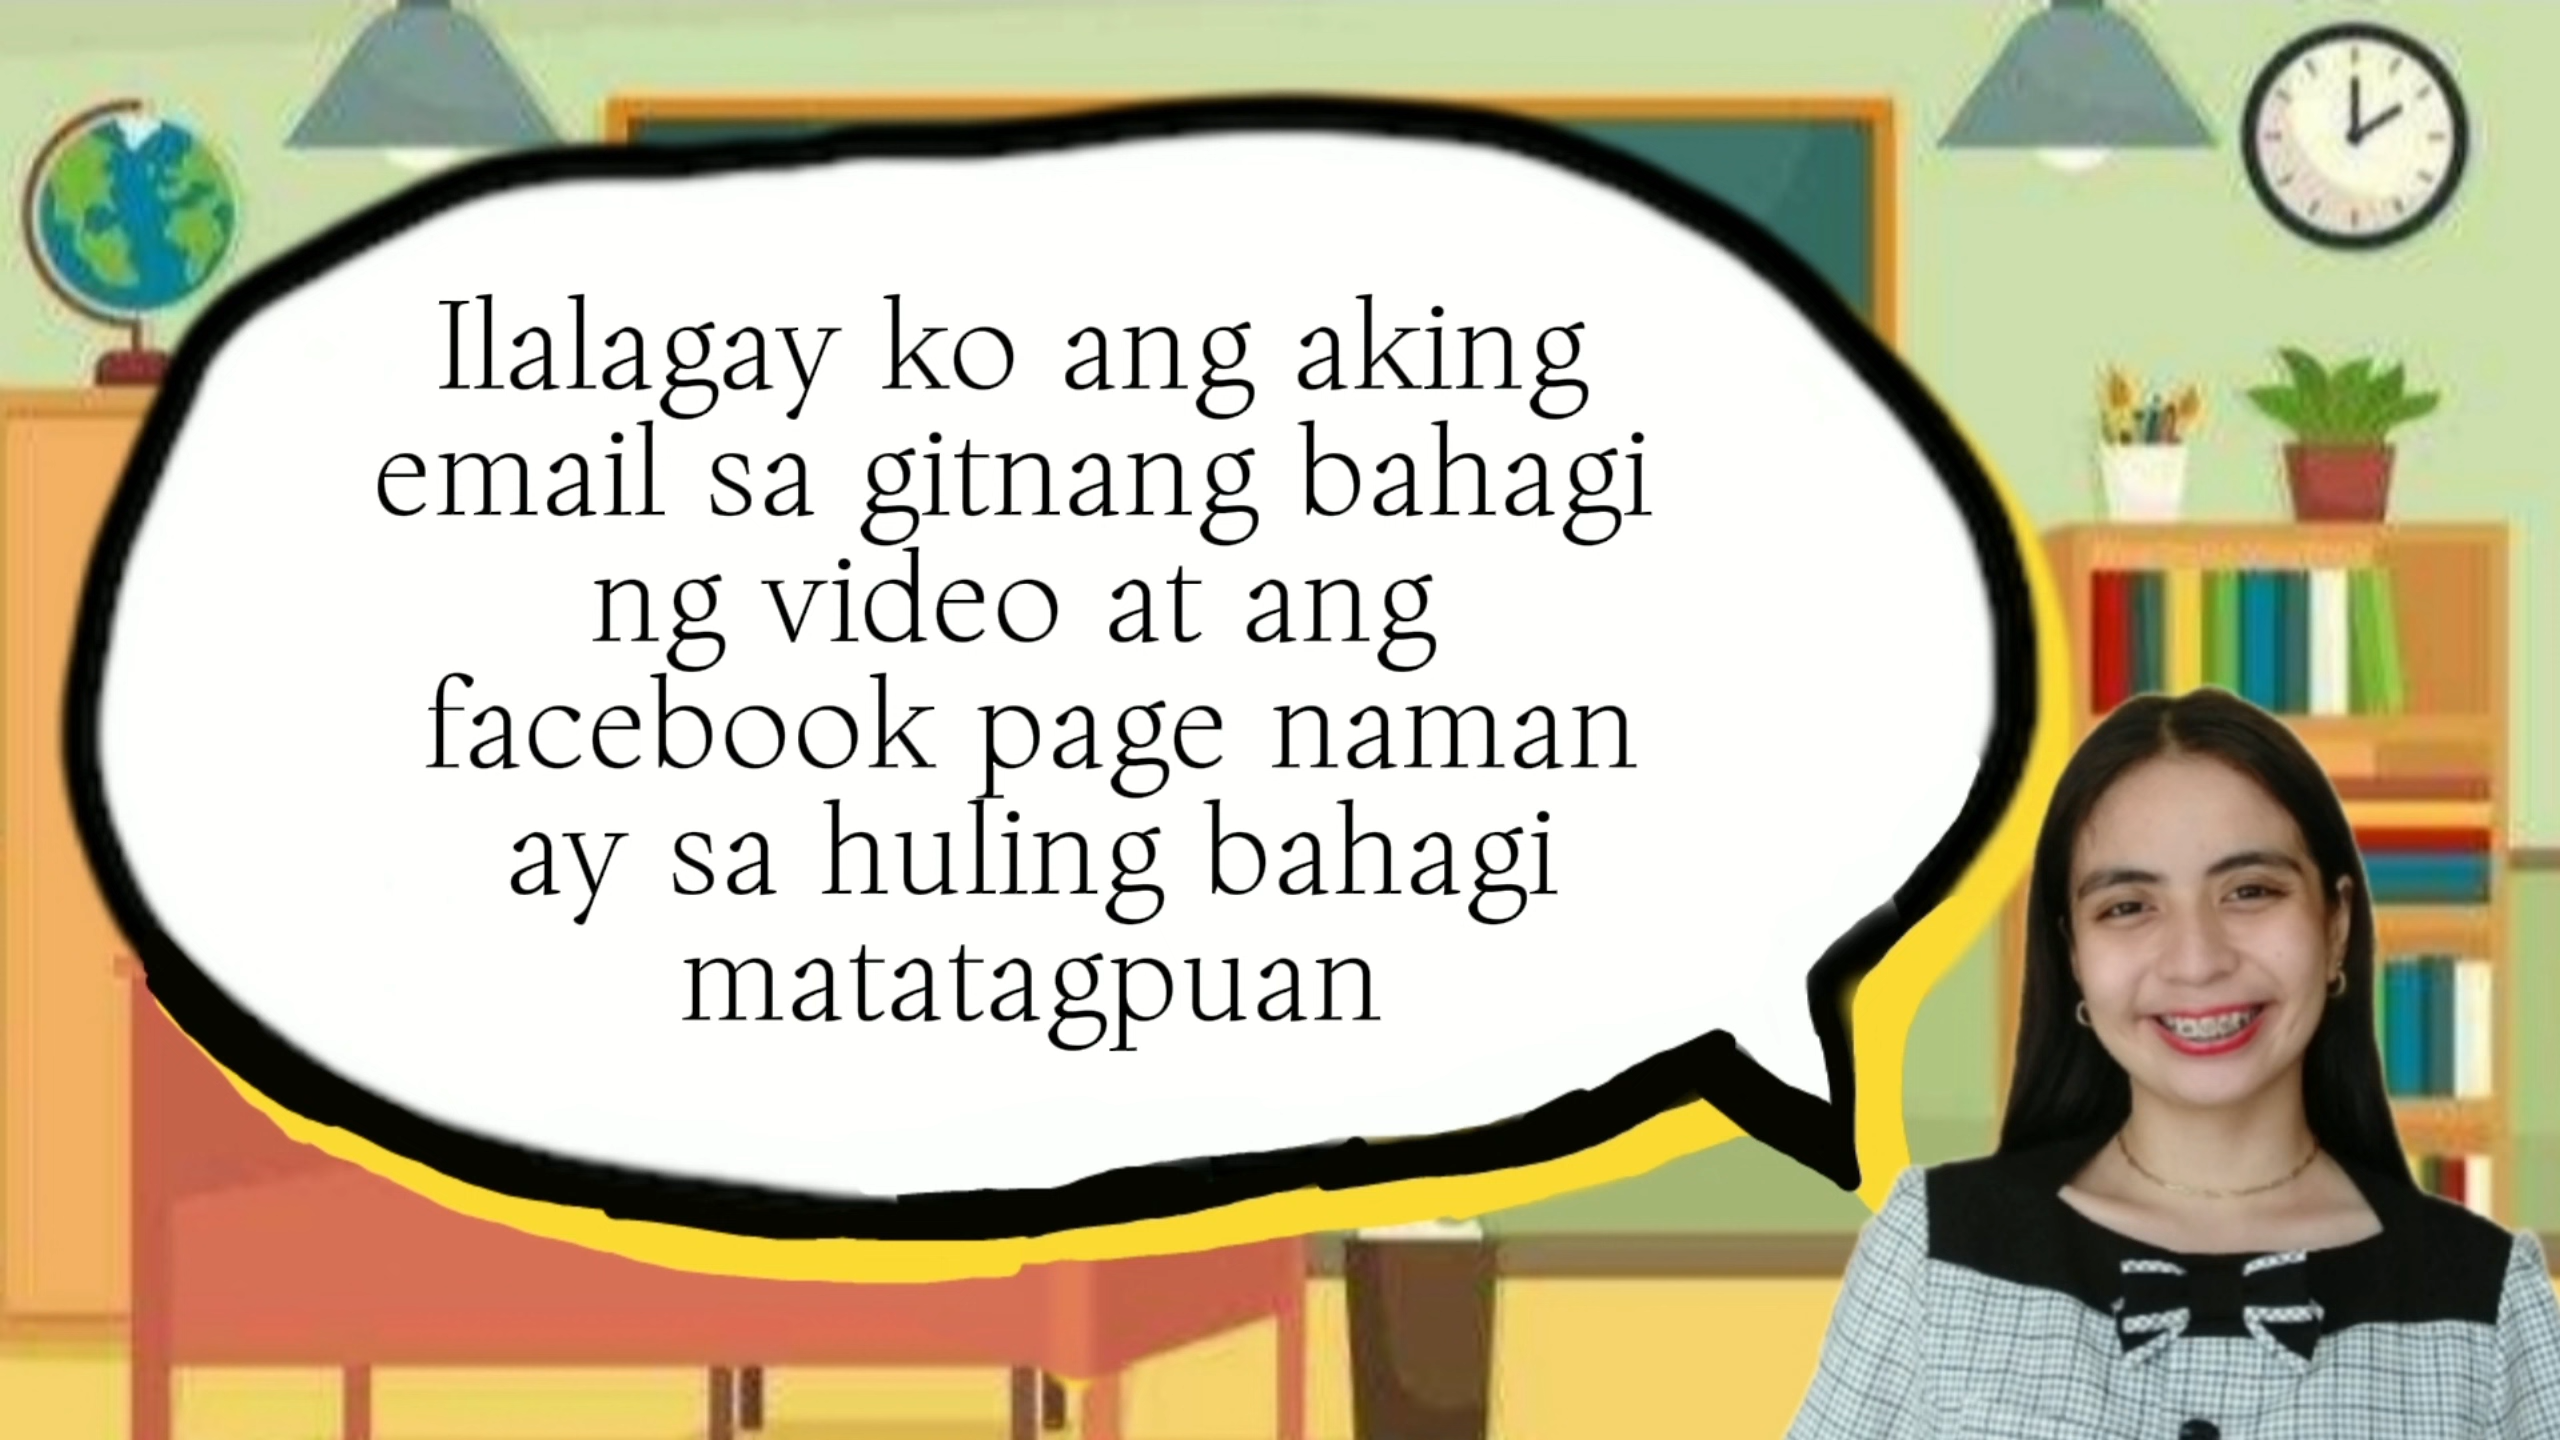 Ilalagay ko ang aking
email sa gitnang bahagi
ng video at ang
facebook page naman
ay sa huling bahagi
matatagpuan